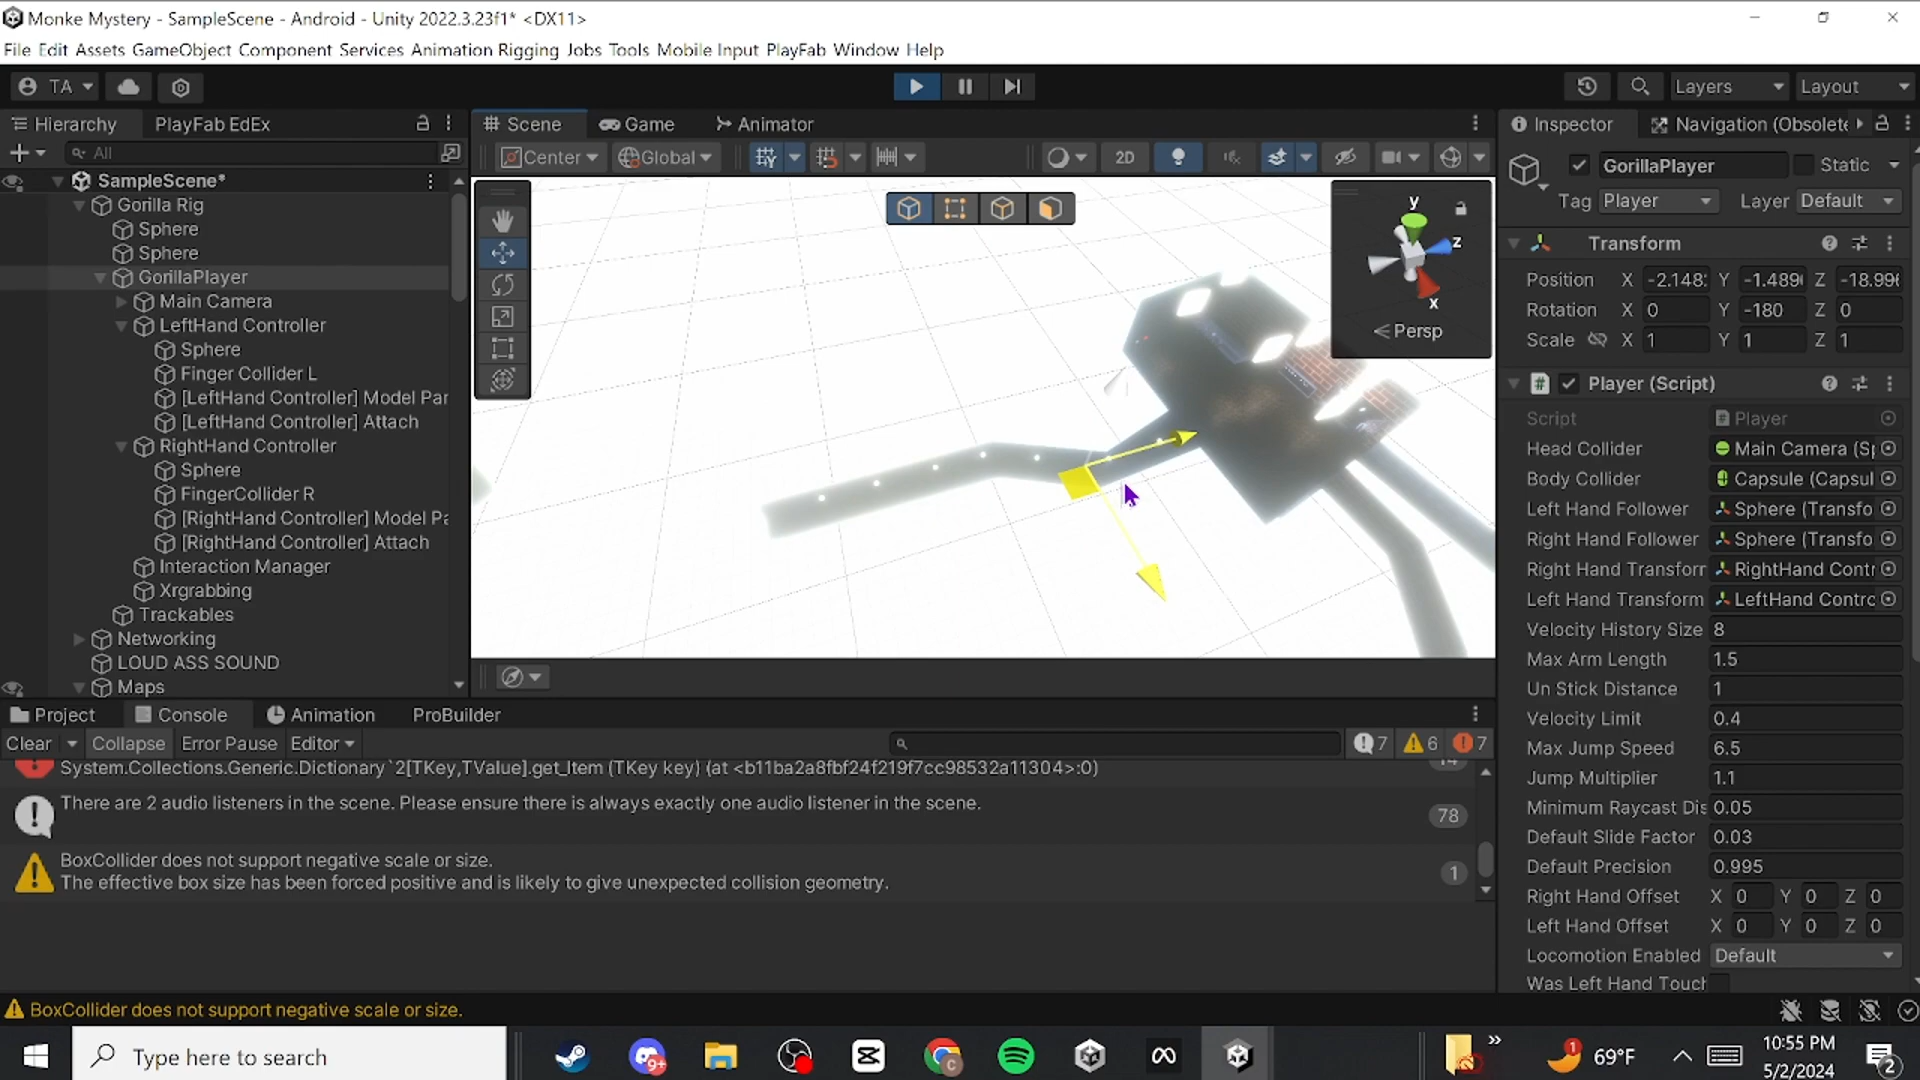 Monke Mystery - SampleScene - Android - Unity 2022.3.23f1* <DX11>
File Edit Assets GameObject Component Services Animation Rigging Jobs Tools Mobile Input PlayFab Window Help
TA
Layers
Layout
Hierarchy
PlayFab EdEx
Scene
Game
Animator
Inspector
Navigation (Obsolete
All
Center
Global
2D
GorillaPlayer
Static
Tag Player
Layer Default
SampleScene*
Gorilla Rig
Sphere
Sphere
GorillaPlayer
Main Camera
LeftHand Controller
Sphere
Finger Collider L
[LeftHand Controller] Model Par
[LeftHand Controller] Attach
RightHand Controller
Sphere
FingerCollider R
[RightHand Controller] Model Pa
[RightHand Controller] Attach
Interaction Manager
Xrgrabbing
Trackables
Networking
LOUD ASS SOUND
Maps
y
z
x
Persp
Transform
Position X -2.148 Y -1.489 Z -18.996
Rotation X 0 Y -180 Z 0
Scale X 1 Y 1 Z 1
Player (Script)
Script Player
Head Collider Main Camera (Sp
Body Collider Capsule (Capsul
Left Hand Follower Sphere (Transfo
Right Hand Follower Sphere (Transfo
Right Hand Transforr RightHand Contr
Left Hand Transform LeftHand Contro
Velocity History Size 8
Max Arm Length 1.5
Un Stick Distance 1
Velocity Limit 0.4
Max Jump Speed 6.5
Jump Multiplier 1.1
Minimum Raycast Dis 0.05
Default Slide Factor 0.03
Default Precision 0.995
Right Hand Offset X 0 Y 0 Z 0
Left Hand Offset X 0 Y 0 Z 0
Locomotion Enabled Default
Was Left Hand Touch
Project
Console
Animation
ProBuilder
Clear
Collapse
Error Pause
Editor
7
6
7
System.Collections.Generic.Dictionary`2[TKey,TValue].get_Item (TKey key) (at <b11ba2a8fbf24f219f7cc98532a11304>:0)
14
There are 2 audio listeners in the scene. Please ensure there is always exactly one audio listener in the scene.
78
BoxCollider does not support negative scale or size.
The effective box size has been forced positive and is likely to give unexpected collision geometry.
1
BoxCollider does not support negative scale or size.
Type here to search
9+
1
69°F
10:55 PM
5/2/2024
2